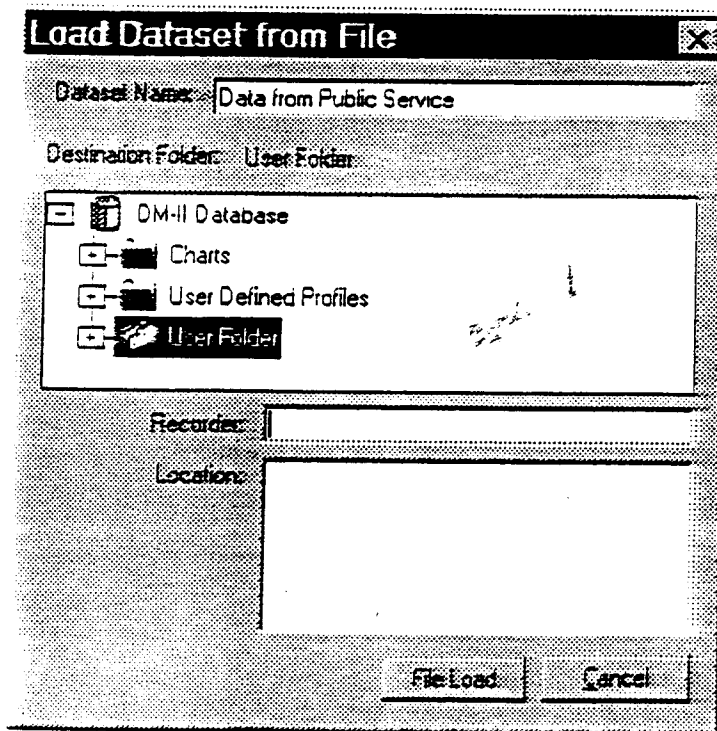 Load Dataset from File
Dataset Name: Data from Public Service
Destination Folder: User Folder
DM-II Database
Charts
User Defined Profiles
User Folder
Recorder:
Location:
File Load Cancel